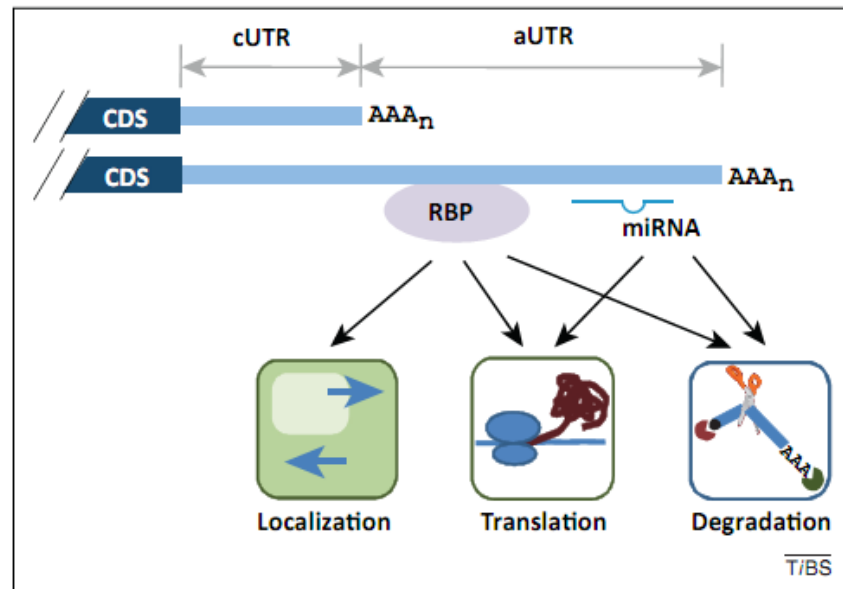 cUTR aUTR
CDS AAAn
CDS AAAn
RBP
miRNA
AAA
Localization Translation Degradation
TiBS